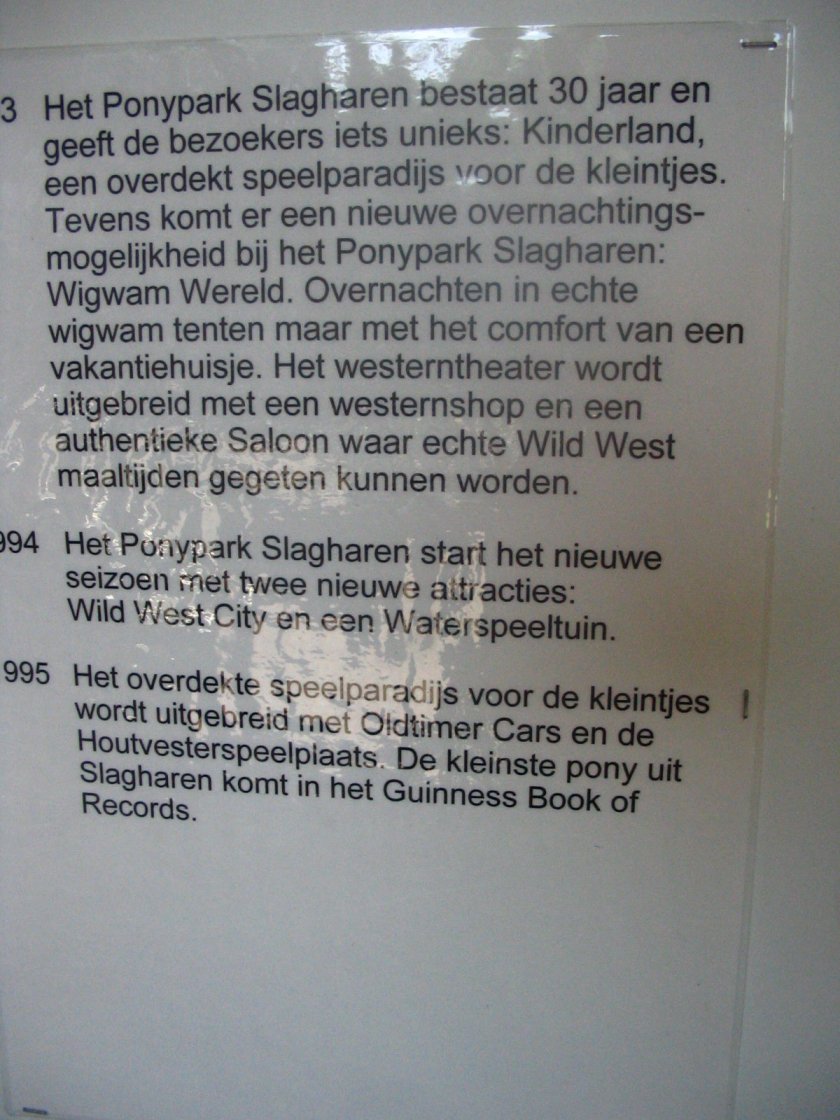 3 Het Ponypark Slagharen bestaat 30 jaar en
geeft de bezoekers iets unieks: Kinderland,
een overdekt speelparadijs voor de kleintjes.
Tevens komt er een nieuwe overnachtings-
mogelijkheid bij het Ponypark Slagharen:
Wigwam Wereld. Overnachten in echte
wigwam tenten maar met het comfort van een
vakantiehuisje. Het westerntheater wordt
uitgebreid met een westernshop en een
authentieke Saloon waar echte Wild West
maaltijden gegeten kunnen worden.
994 Het Ponypark Slagharen start het nieuwe
seizoen met twee nieuwe attracties:
Wild West City en een Waterspeeltuin.
995 Het overdekte speelparadijs voor de kleintjes
wordt uitgebreid met Oldtimer Cars en de
Houtvesterspeelplaats. De kleinste pony uit
Slagharen komt in het Guinness Book of
Records.